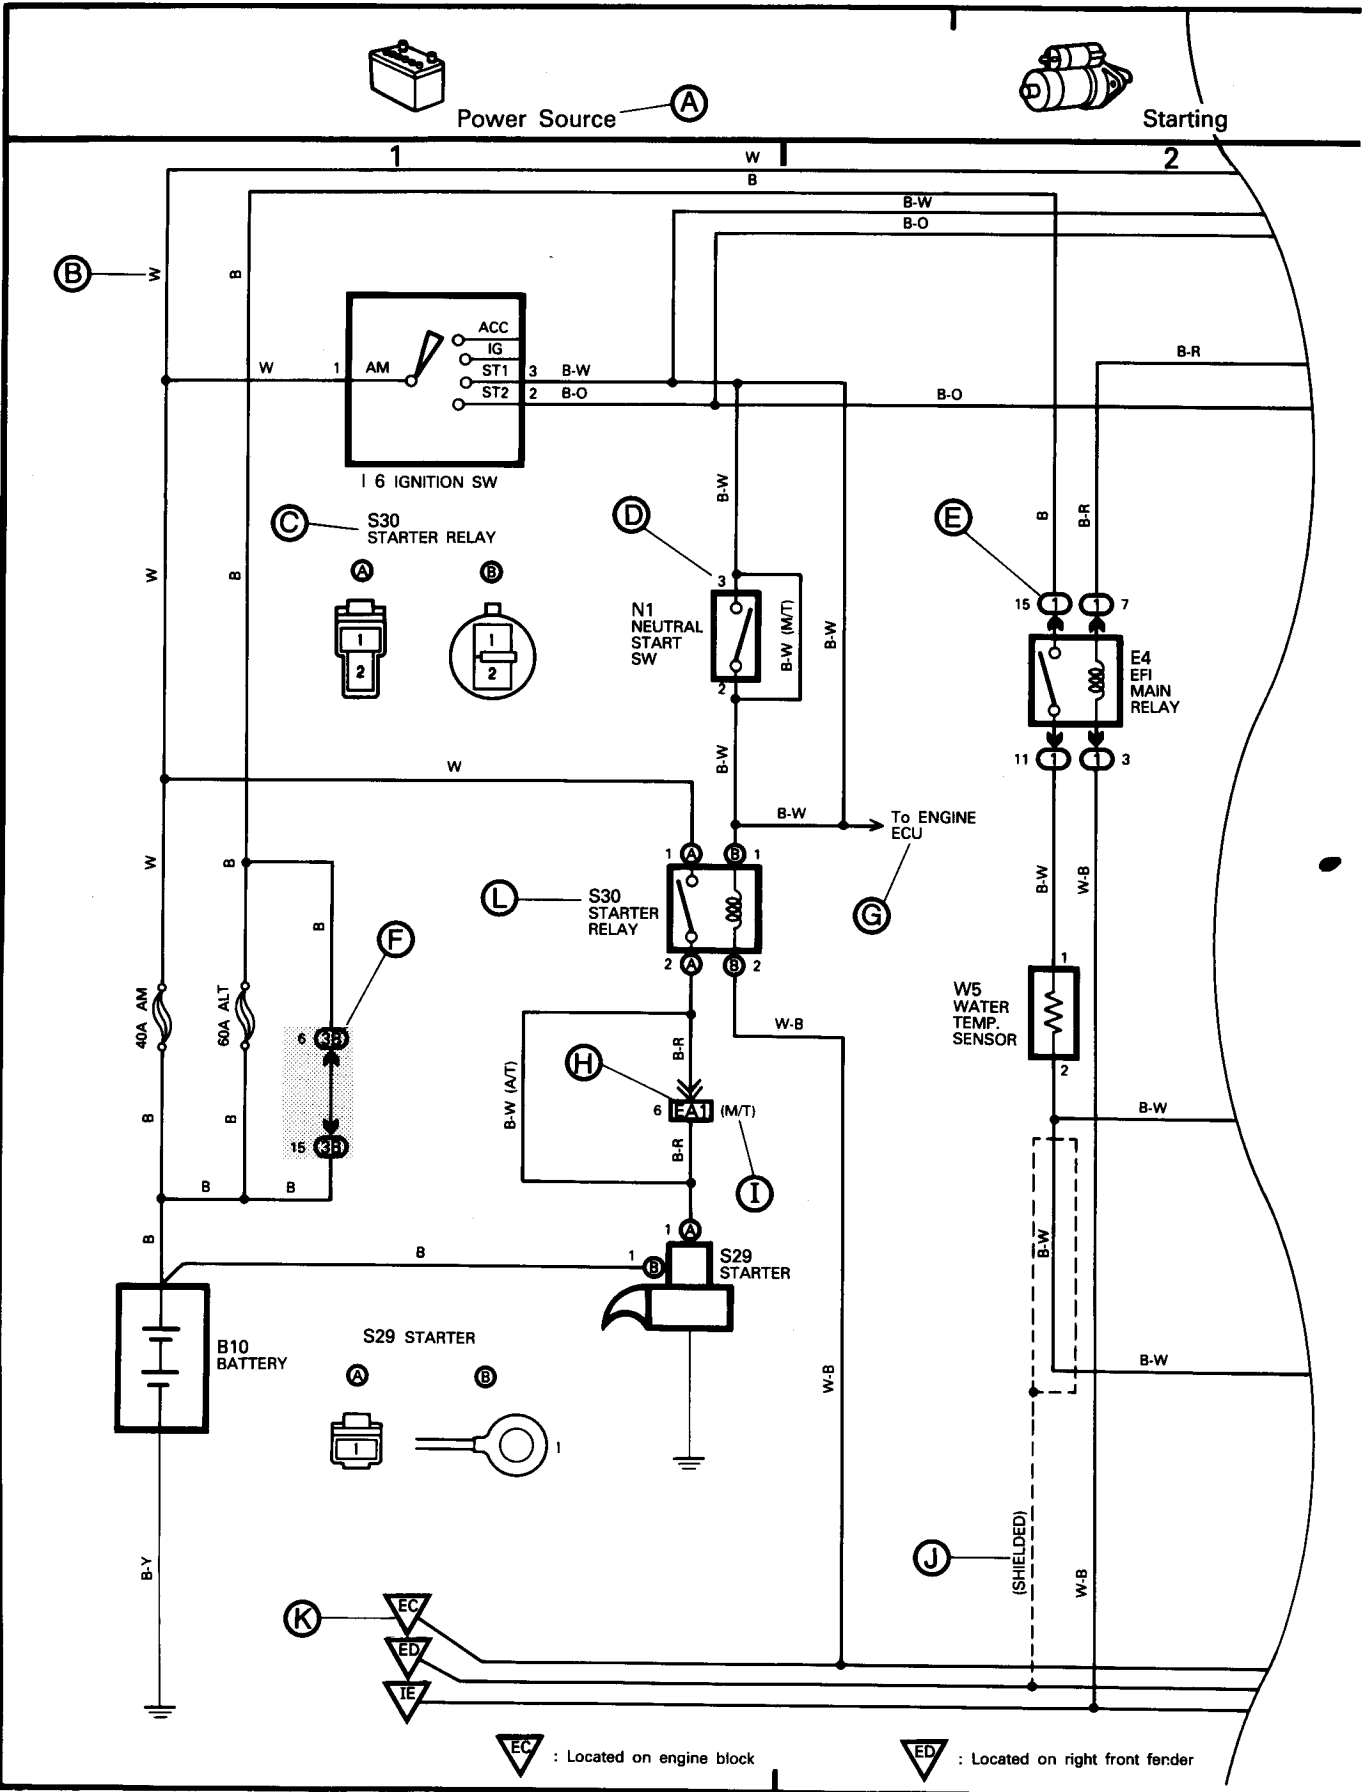 Power Source
A
Starting
1
W
2
B
B-W
B-O
B
W
B
B-R
ACC
IG
W
1
AM
ST1
3
B-W
ST2
2
B-O
B-O
I 6 IGNITION SW
B-W
C
S30
STARTER RELAY
D
E
B
B-R
A
B
W
B
3
15
1
1
7
N1
NEUTRAL
START
SW
B-W (M/T)
B-W
1
2
1
2
2
E4
EFI
MAIN
RELAY
W
B-W
11
1
1
3
B-W
To ENGINE
ECU
W
B
1
A
B
1
B-W
W-B
L
S30
STARTER
RELAY
G
B
F
2
A
B
2
1
40A AM
60A ALT
W5
WATER
TEMP.
SENSOR
6
3B
W-B
B-R
H
2
B-W (A/T)
6
EA1
(M/T)
B-W
B
B
15
3B
B-R
B
B
I
B
1
A
B
1
B
S29
STARTER
B-W
B10
BATTERY
S29 STARTER
W-B
B-W
A
B
1
1
J
(SHIELDED)
B-Y
W-B
K
EC
ED
IE
EC
: Located on engine block
ED
: Located on right front fender